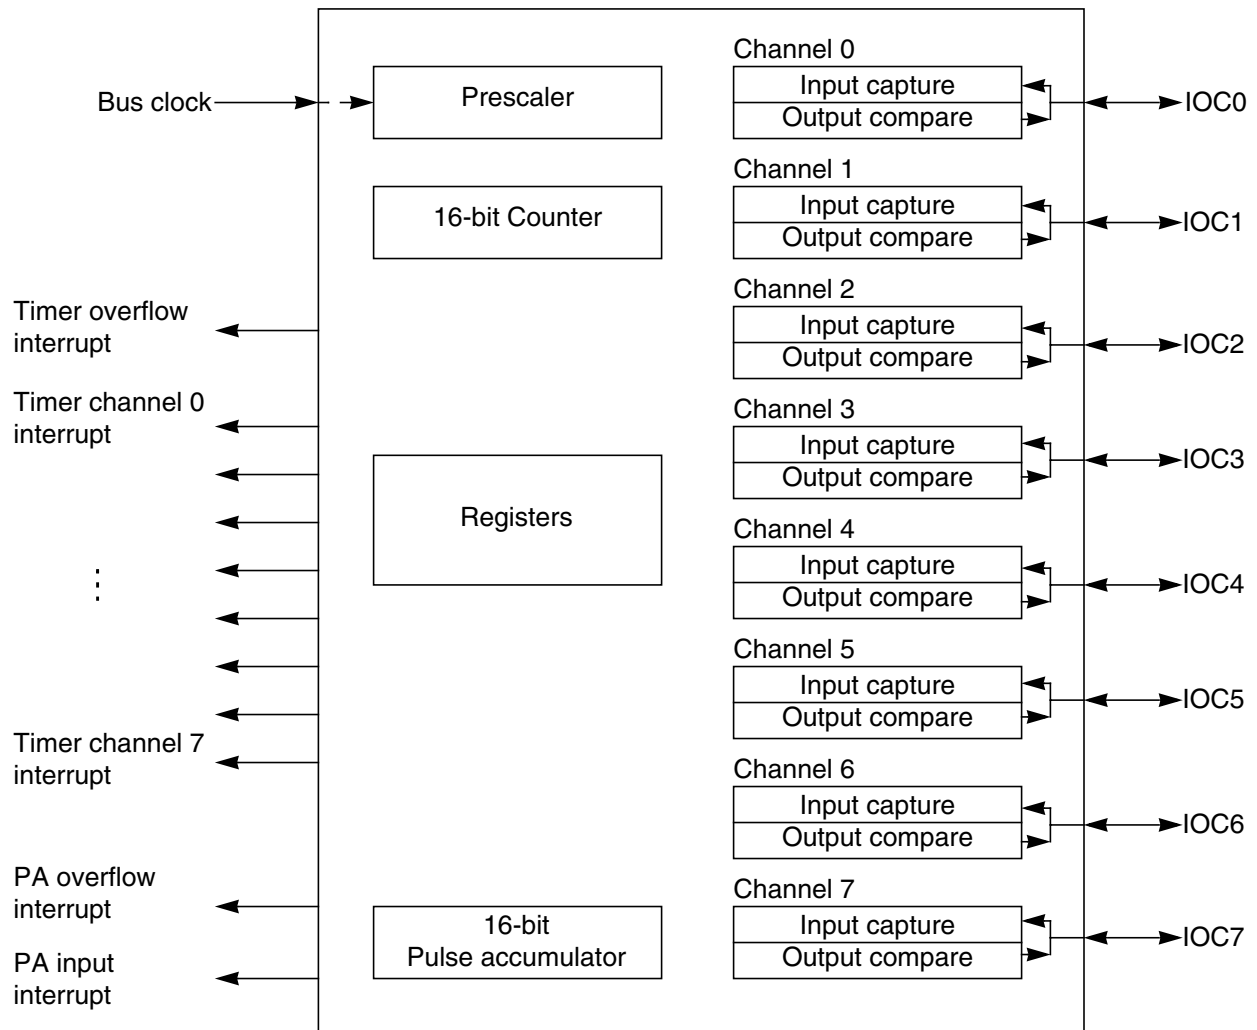 Channel 0
Bus clock
Prescaler
Input capture
Output compare
IOC0
Channel 1
16-bit Counter
Input capture
Output compare
IOC1
Channel 2
Timer overflow
interrupt
Input capture
Output compare
IOC2
Channel 3
Timer channel 0
interrupt
Input capture
Output compare
IOC3
Registers
Channel 4
Input capture
Output compare
IOC4
Channel 5
Input capture
Output compare
IOC5
Timer channel 7
interrupt
Channel 6
Input capture
Output compare
IOC6
PA overflow
interrupt
Channel 7
16-bit
Pulse accumulator
Input capture
Output compare
IOC7
PA input
interrupt